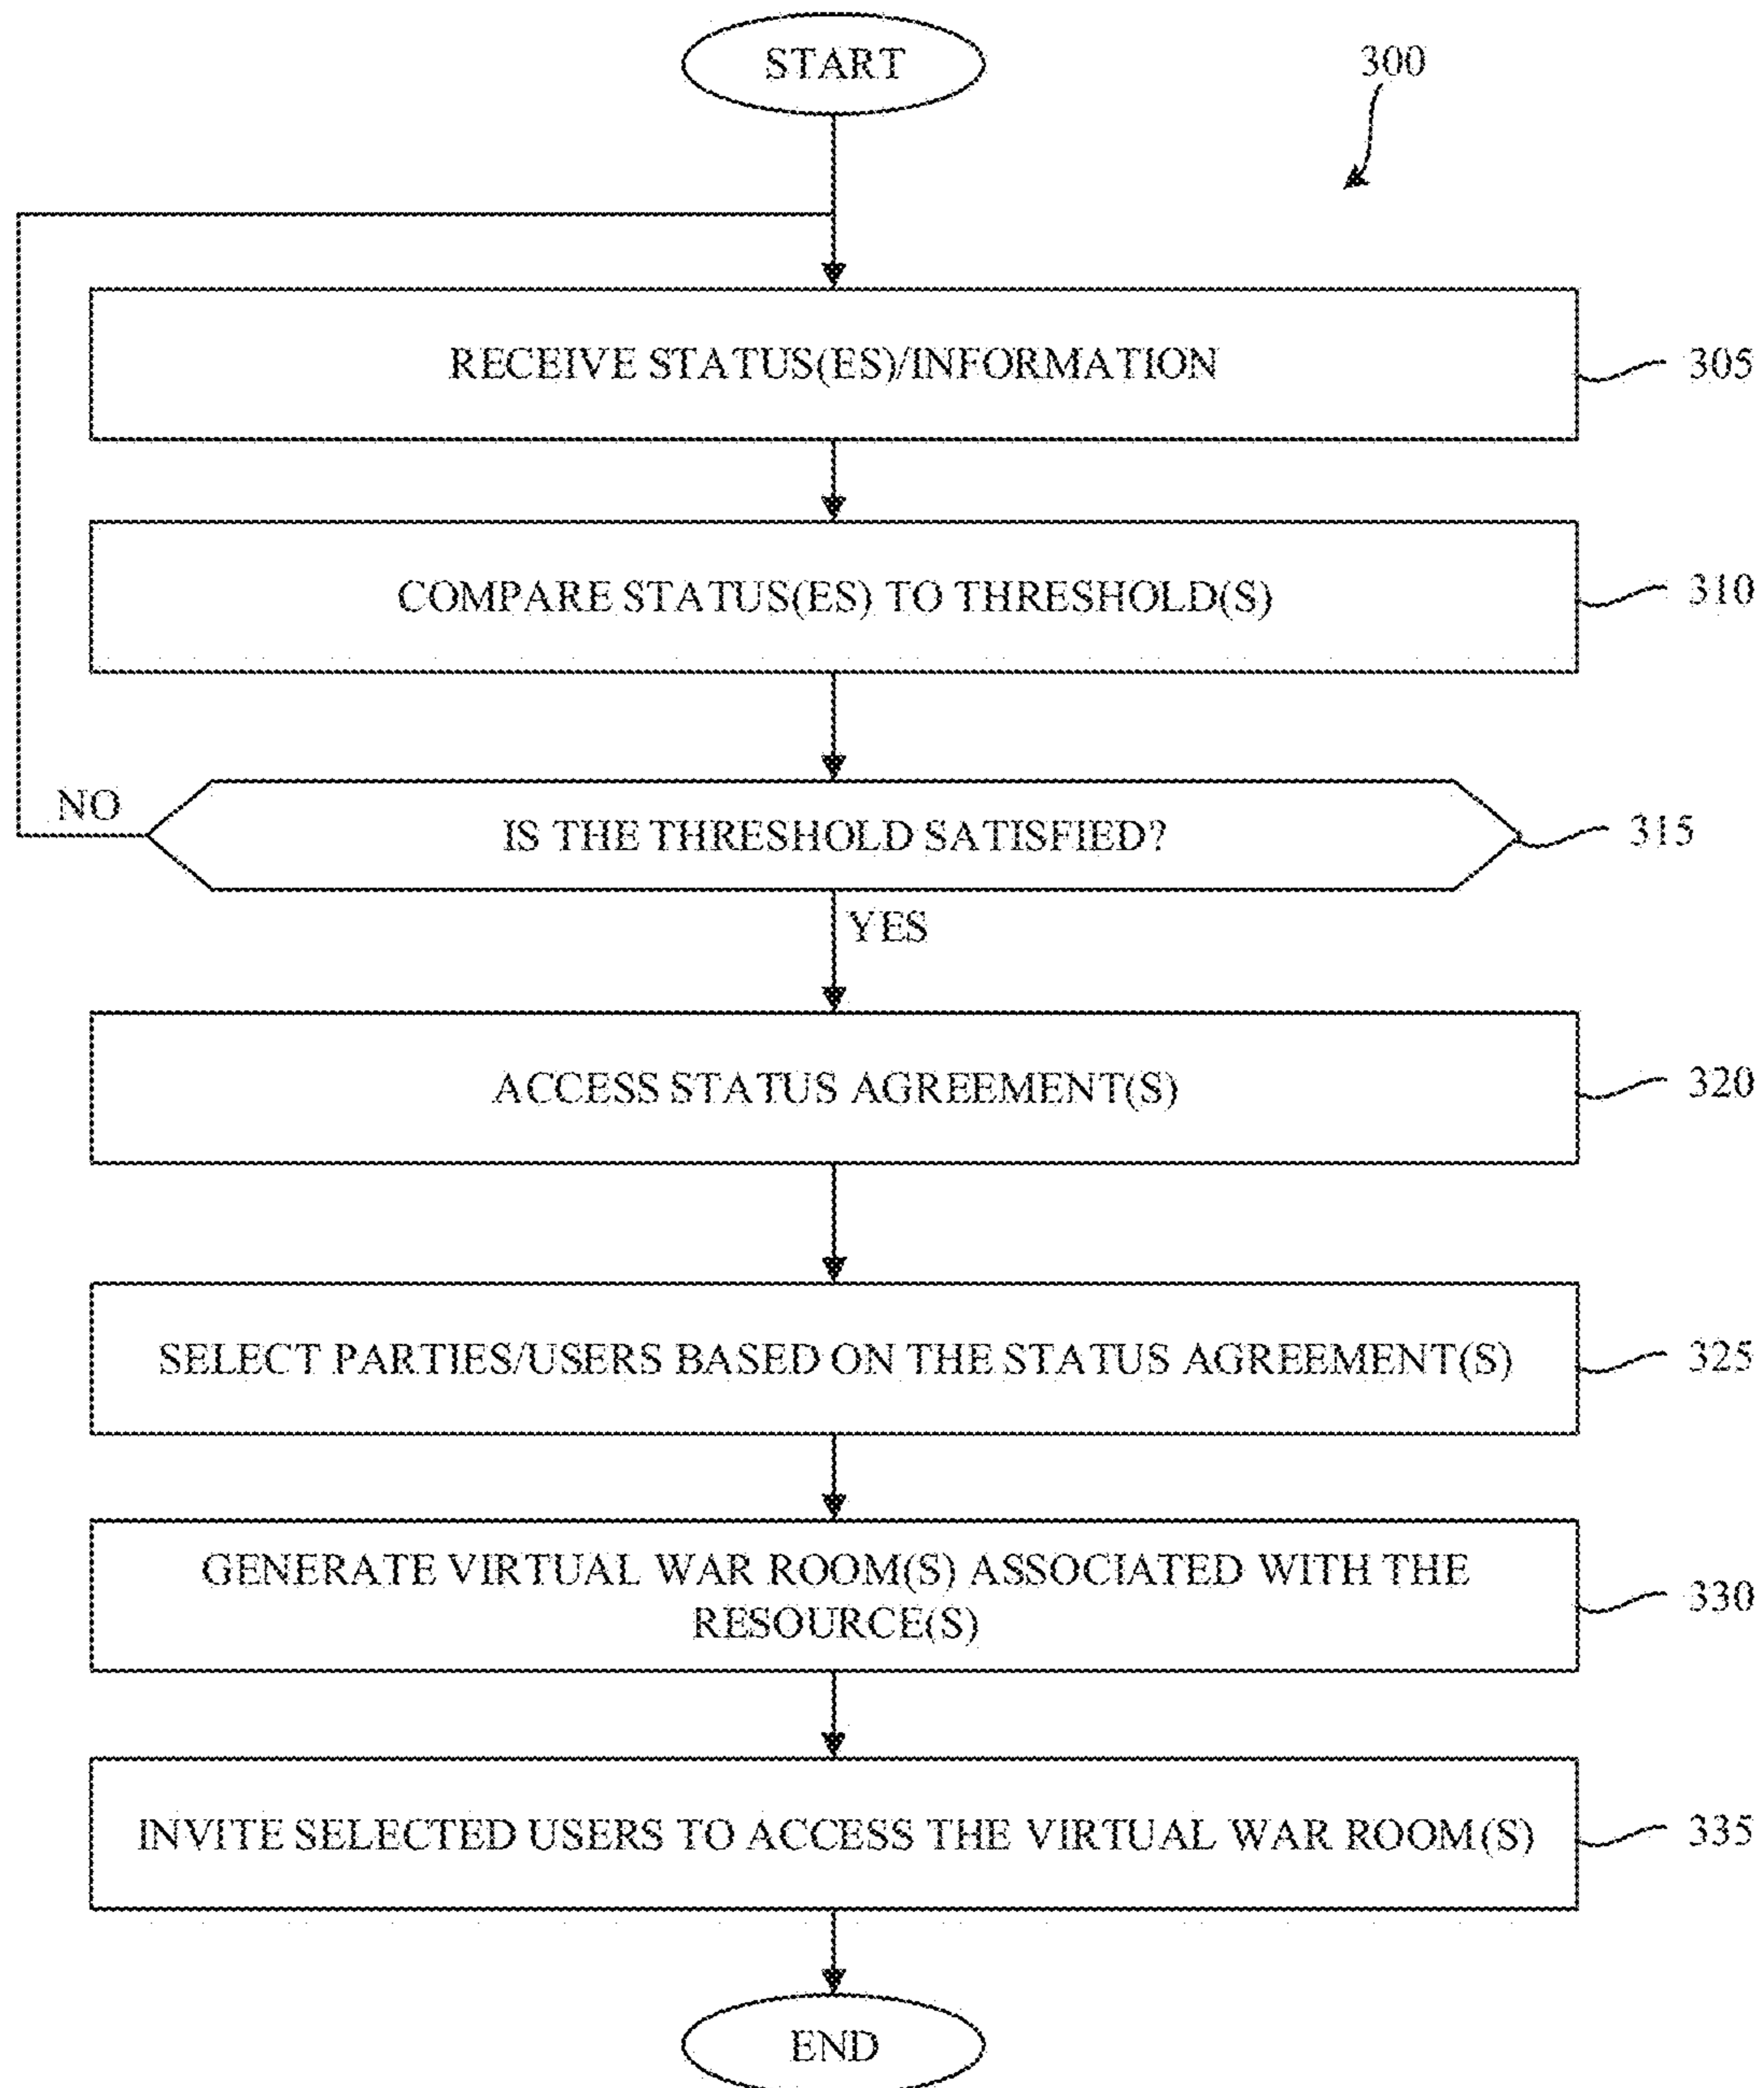 START
300
RECEIVE STATUS(ES)/INFORMATION
305
COMPARE STATUS(ES) TO THRESHOLD(S)
310
NO
IS THE THRESHOLD SATISFIED?
315
YES
ACCESS STATUS AGREEMENT(S)
320
SELECT PARTIES/USERS BASED ON THE STATUS AGREEMENT(S)
325
GENERATE VIRTUAL WAR ROOM(S) ASSOCIATED WITH THE
RESOURCE(S)
330
INVITE SELECTED USERS TO ACCESS THE VIRTUAL WAR ROOM(S)
335
END